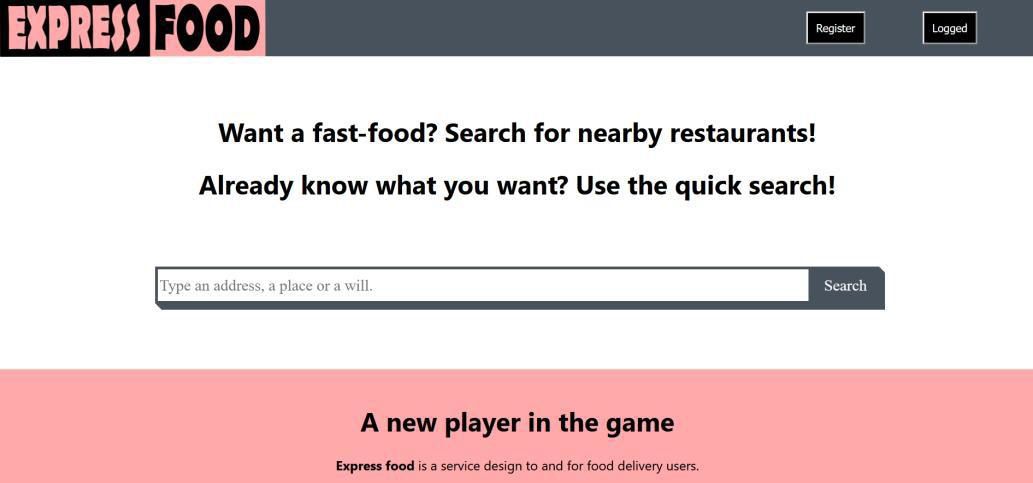 EXPRESS FOOD
Register
Logged
Want a fast-food? Search for nearby restaurants!
Already know what you want? Use the quick search!
Type an address, a place or a will.
Search
A new player in the game
Express food is a service design to and for food delivery users.